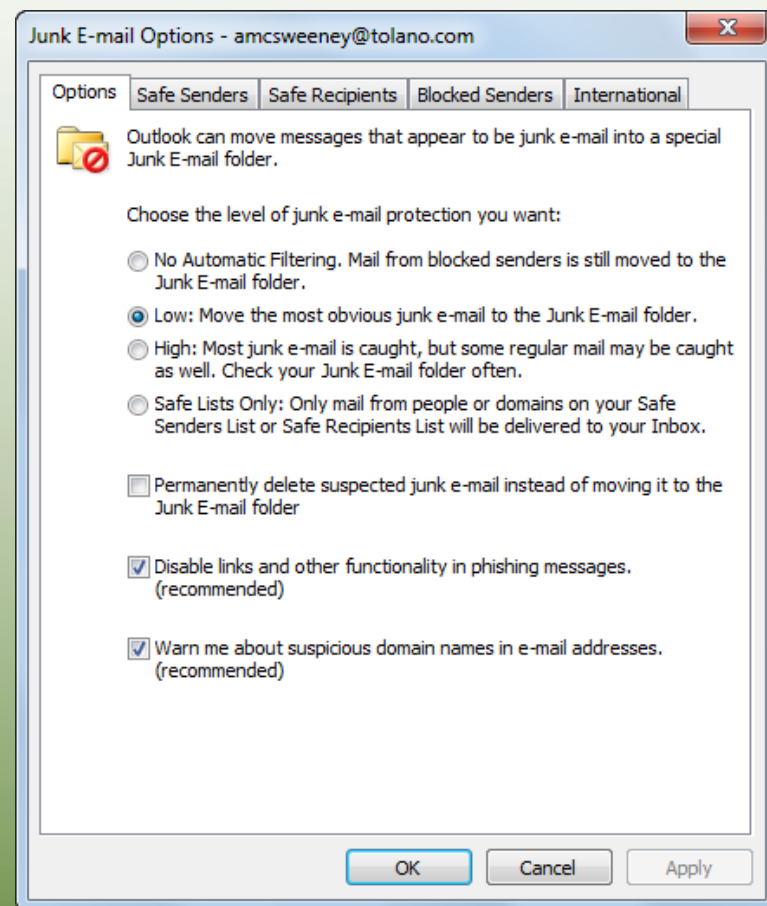 Junk E-mail Options - amcsweeney@tolano.com
Options Safe Senders Safe Recipients Blocked Senders International
Outlook can move messages that appear to be junk e-mail into a special
Junk E-mail folder.
Choose the level of junk e-mail protection you want:
No Automatic Filtering. Mail from blocked senders is still moved to the
Junk E-mail folder.
Low: Move the most obvious junk e-mail to the Junk E-mail folder.
High: Most junk e-mail is caught, but some regular mail may be caught
as well. Check your Junk E-mail folder often.
Safe Lists Only: Only mail from people or domains on your Safe
Senders List or Safe Recipients List will be delivered to your Inbox.
Permanently delete suspected junk e-mail instead of moving it to the
Junk E-mail folder
Disable links and other functionality in phishing messages.
(recommended)
Warn me about suspicious domain names in e-mail addresses.
(recommended)
OK Cancel Apply